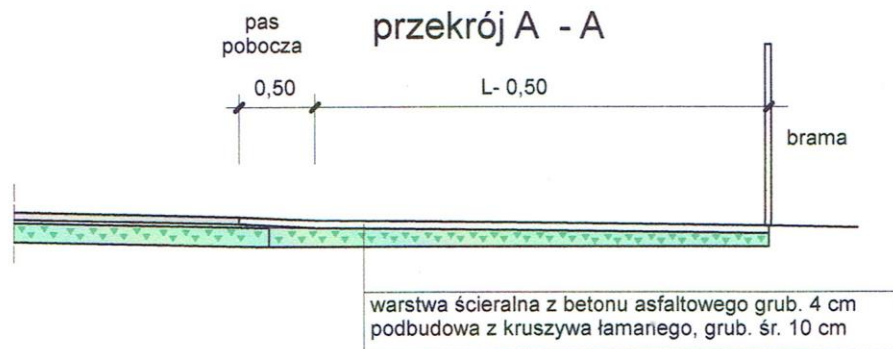 przekrój A - A
pas
pobocza
0,50
L- 0,50
brama
warstwa ścieralna z betonu asfaltowego grub. 4 cm
podbudowa z kruszywa łamanego, grub. śr. 10 cm